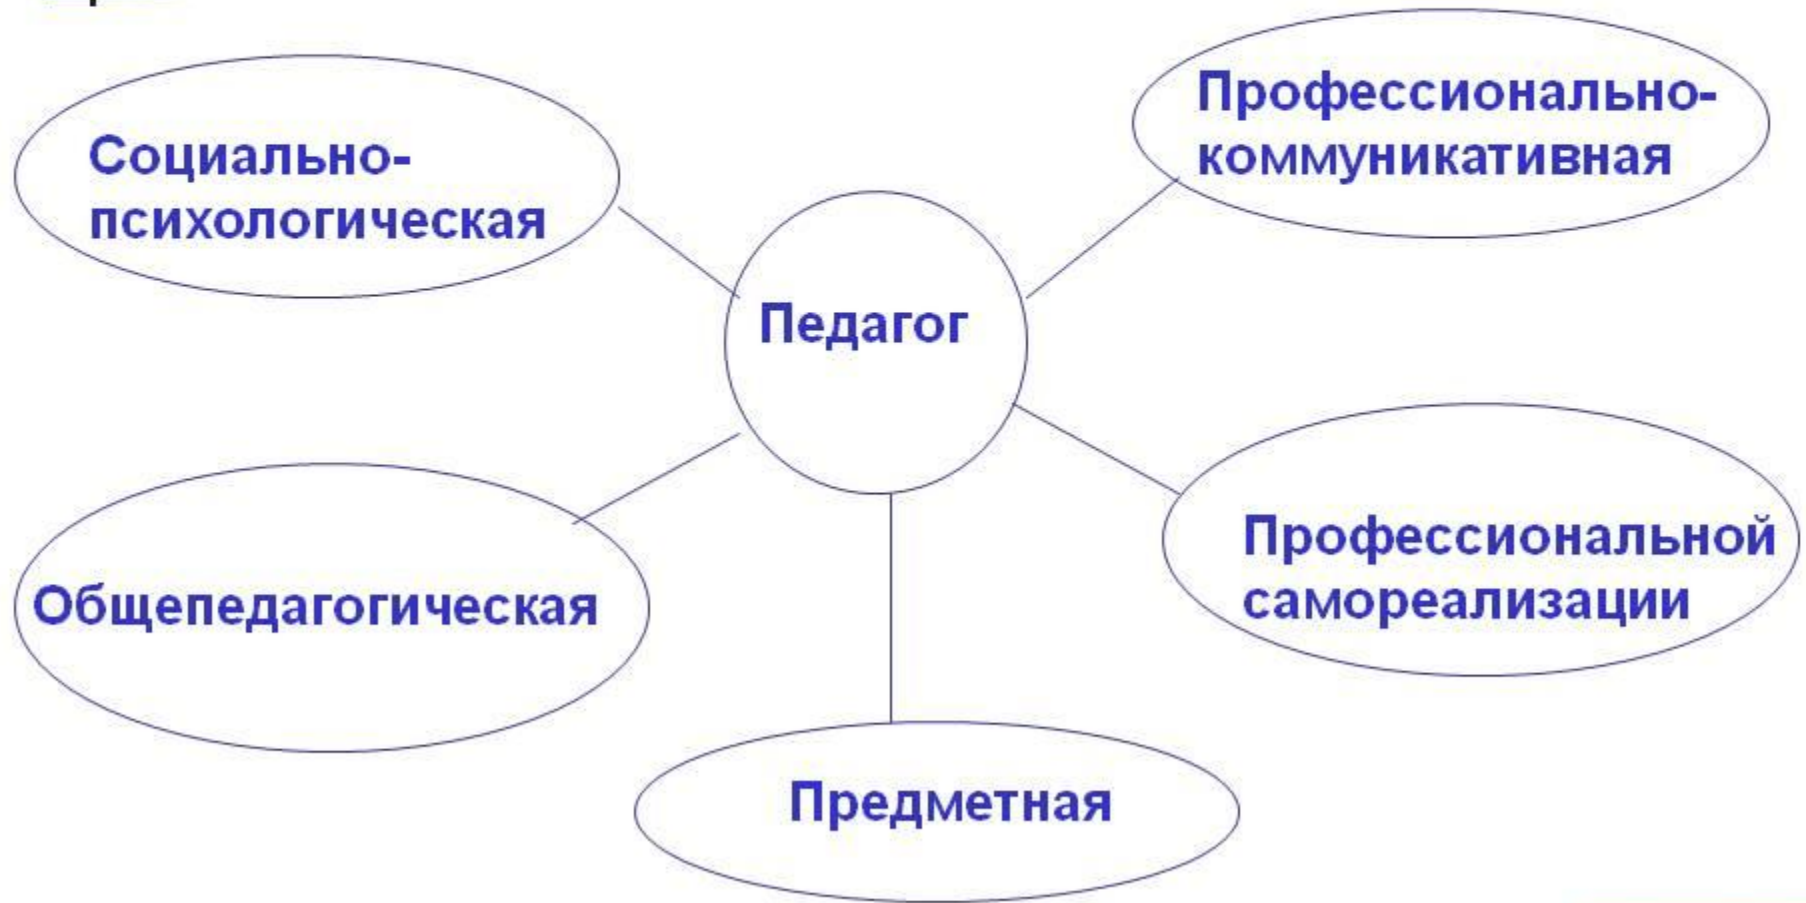 Социально-
психологическая
Профессионально-
коммуникативная
Педагог
Общепедагогическая
Профессиональной
самореализации
Предметная